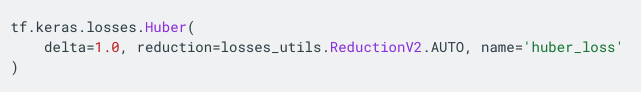 tf.keras.losses.Huber(
    delta=1.0, reduction=losses_utils.ReductionV2.AUTO, name='huber_loss'
)